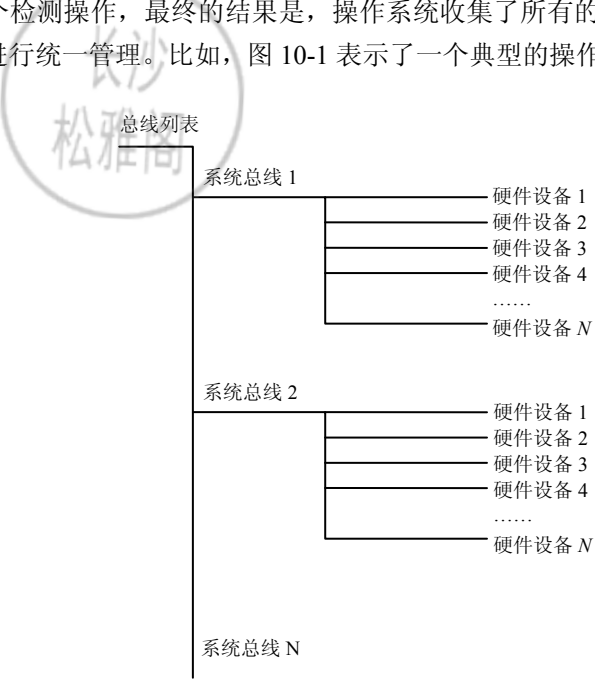 个检测操作，最终的结果是，操作系统收集了所有的
进行统一管理。比如，图 10-1 表示了一个典型的操作
长沙
松雅阁
总线列表
系统总线 1
硬件设备 1
硬件设备 2
硬件设备 3
硬件设备 4
……
硬件设备 N
系统总线 2
硬件设备 1
硬件设备 2
硬件设备 3
硬件设备 4
……
硬件设备 N
系统总线 N